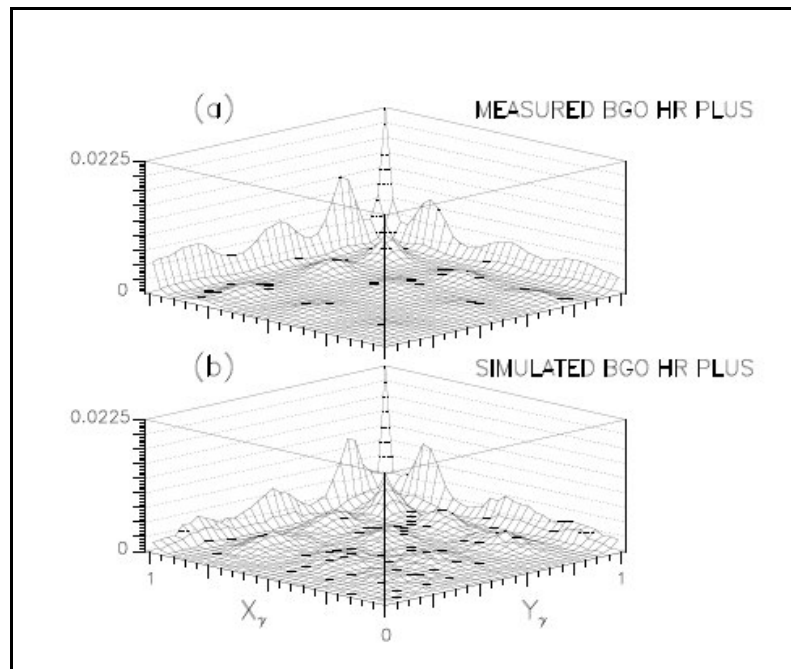 (a) MEASURED BGO HR PLUS
0.0225
0
(b) SIMULATED BGO HR PLUS
0.0225
0
1 1
Xγ Yγ
0